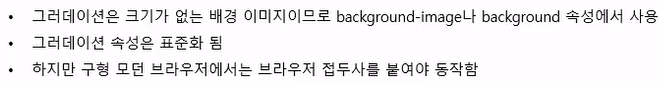 • 그러데이션은 크기가 없는 배경 이미지이므로 background-image나 background 속성에서 사용
• 그러데이션 속성은 표준화 됨
• 하지만 구형 모던 브라우저에서는 브라우저 접두사를 붙여야 동작함